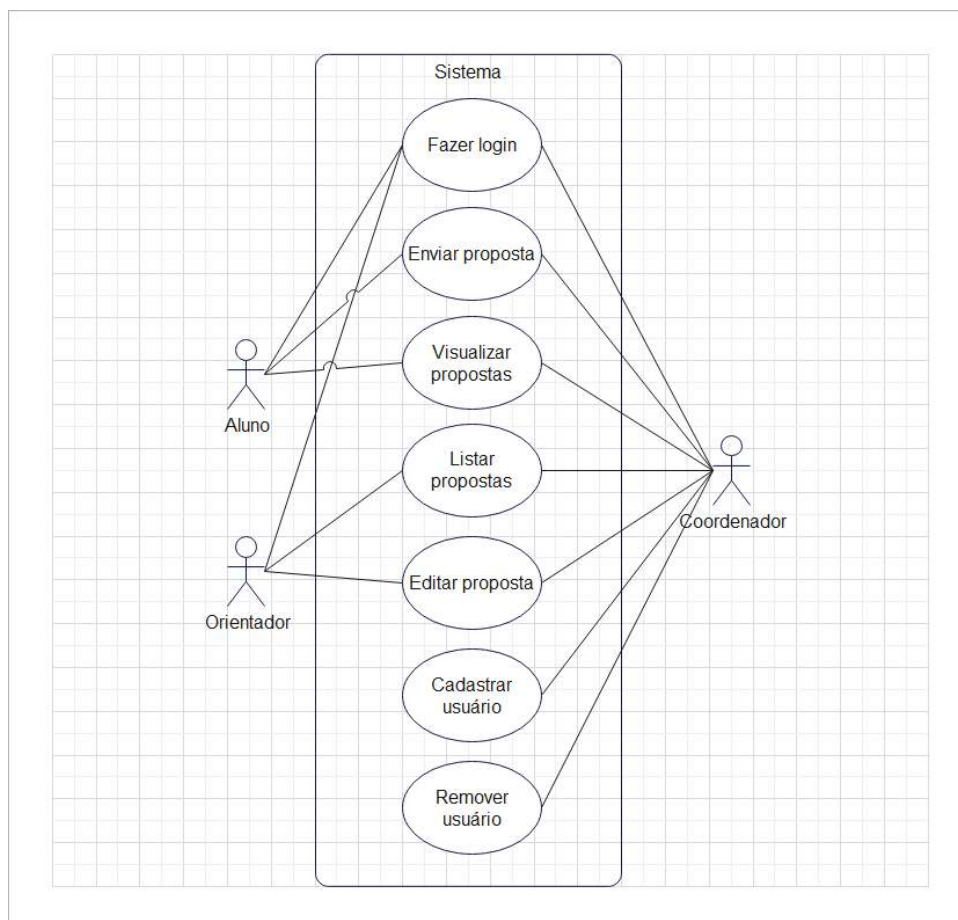 Sistema
Fazer login
Enviar proposta
Visualizar
propostas
Aluno
Listar
propostas
Coordenador
Editar proposta
Orientador
Cadastrar
usuário
Remover
usuário